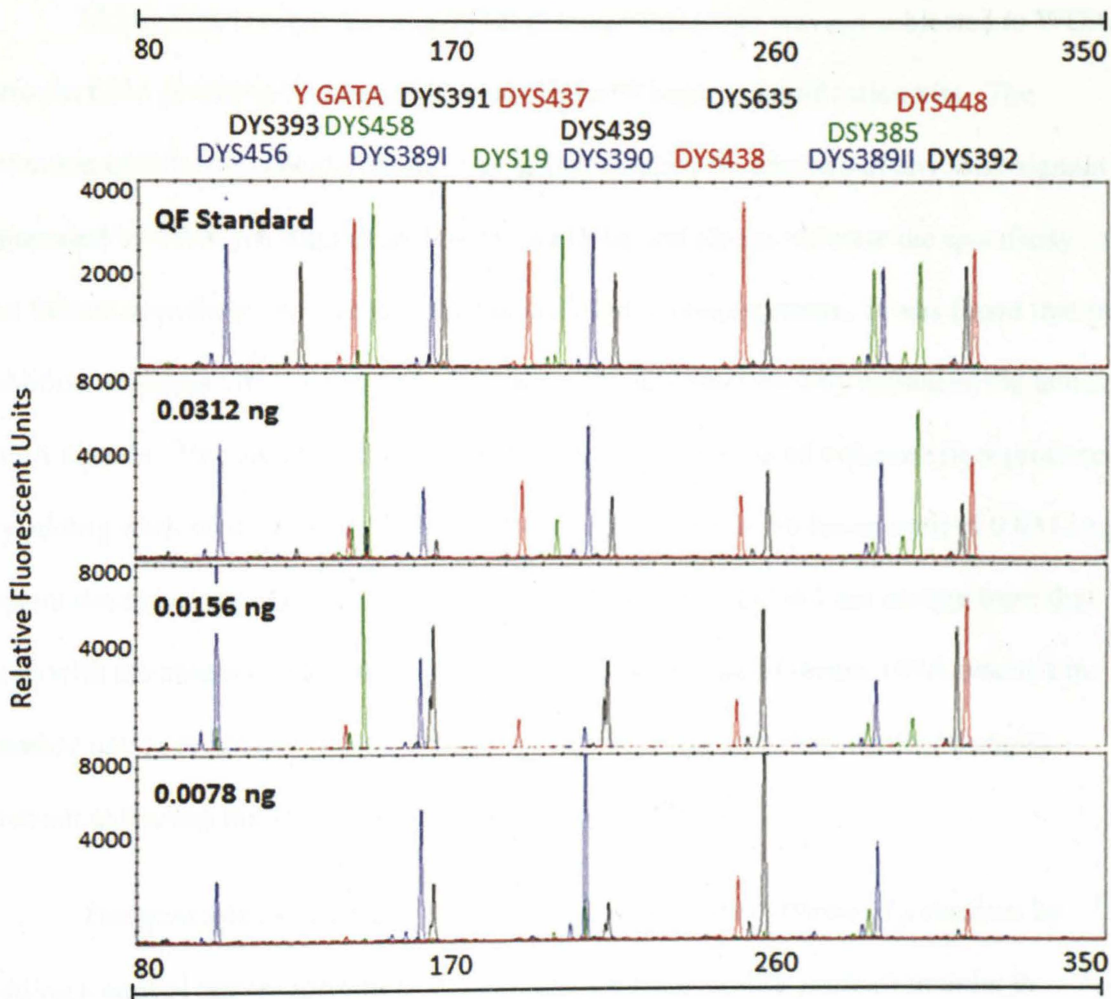 80 170 260 350
Y GATA DYS391 DYS437 DYS635 DYS448
DYS393 DYS458 DYS439 DSY385
DYS456 DYS389I DYS19 DYS390 DYS438 DYS389II DYS392
4000
QF Standard
2000
8000
0.0312 ng
4000
8000
0.0156 ng
4000
8000
0.0078 ng
4000
Relative Fluorescent Units
80 170 260 350